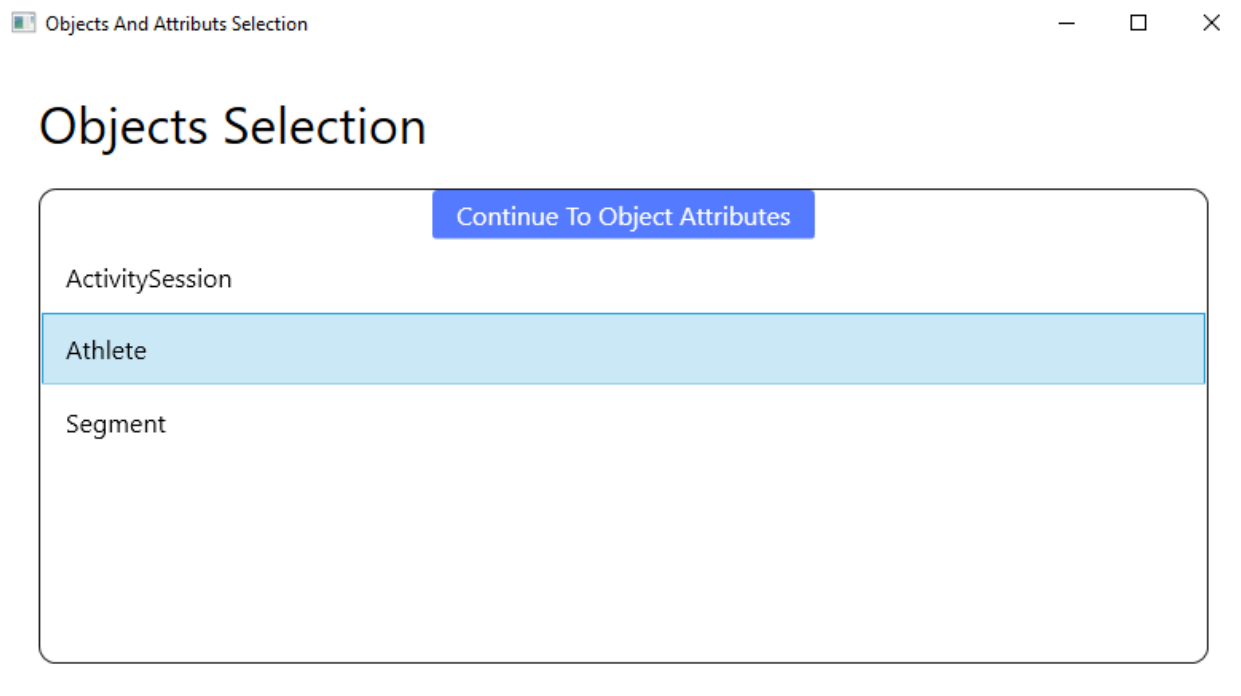 Objects And Attributs Selection
Objects Selection
Continue To Object Attributes
ActivitySession
Athlete
Segment